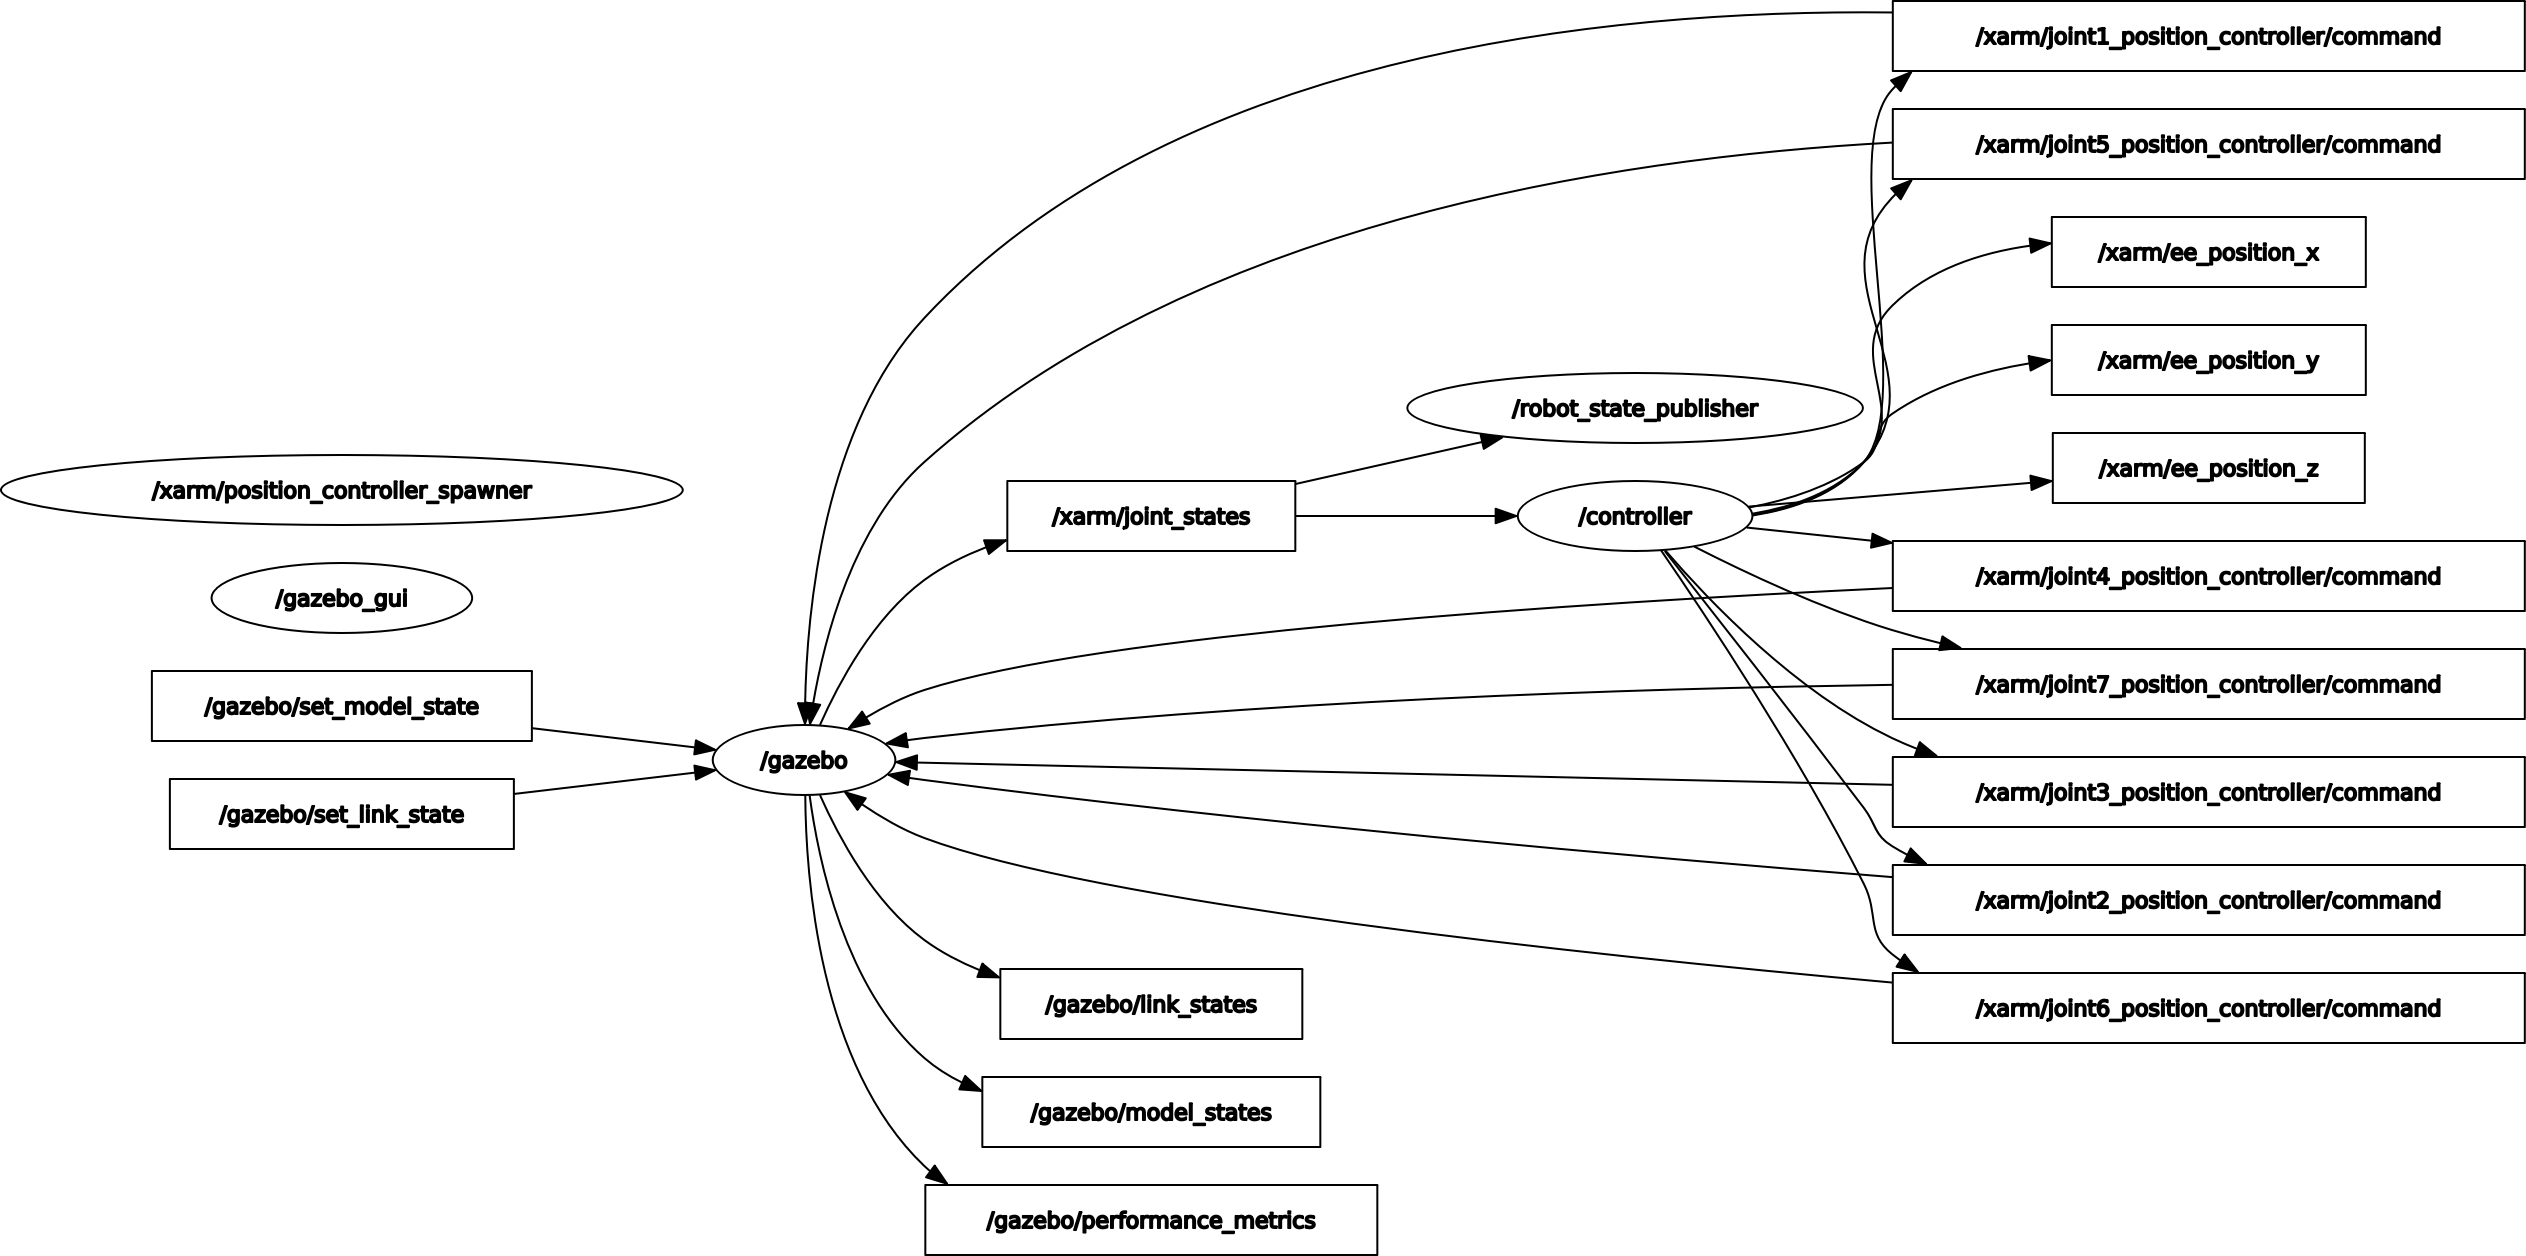 /xarm/joint1_position_controller/command
/xarm/joint5_position_controller/command
/xarm/ee_position_x
/xarm/ee_position_y
/robot_state_publisher
/xarm/ee_position_z
/xarm/position_controller_spawner
/xarm/joint_states
/controller
/xarm/joint4_position_controller/command
/gazebo_gui
/xarm/joint7_position_controller/command
/gazebo/set_model_state
/gazebo
/xarm/joint3_position_controller/command
/gazebo/set_link_state
/xarm/joint2_position_controller/command
/gazebo/link_states
/xarm/joint6_position_controller/command
/gazebo/model_states
/gazebo/performance_metrics